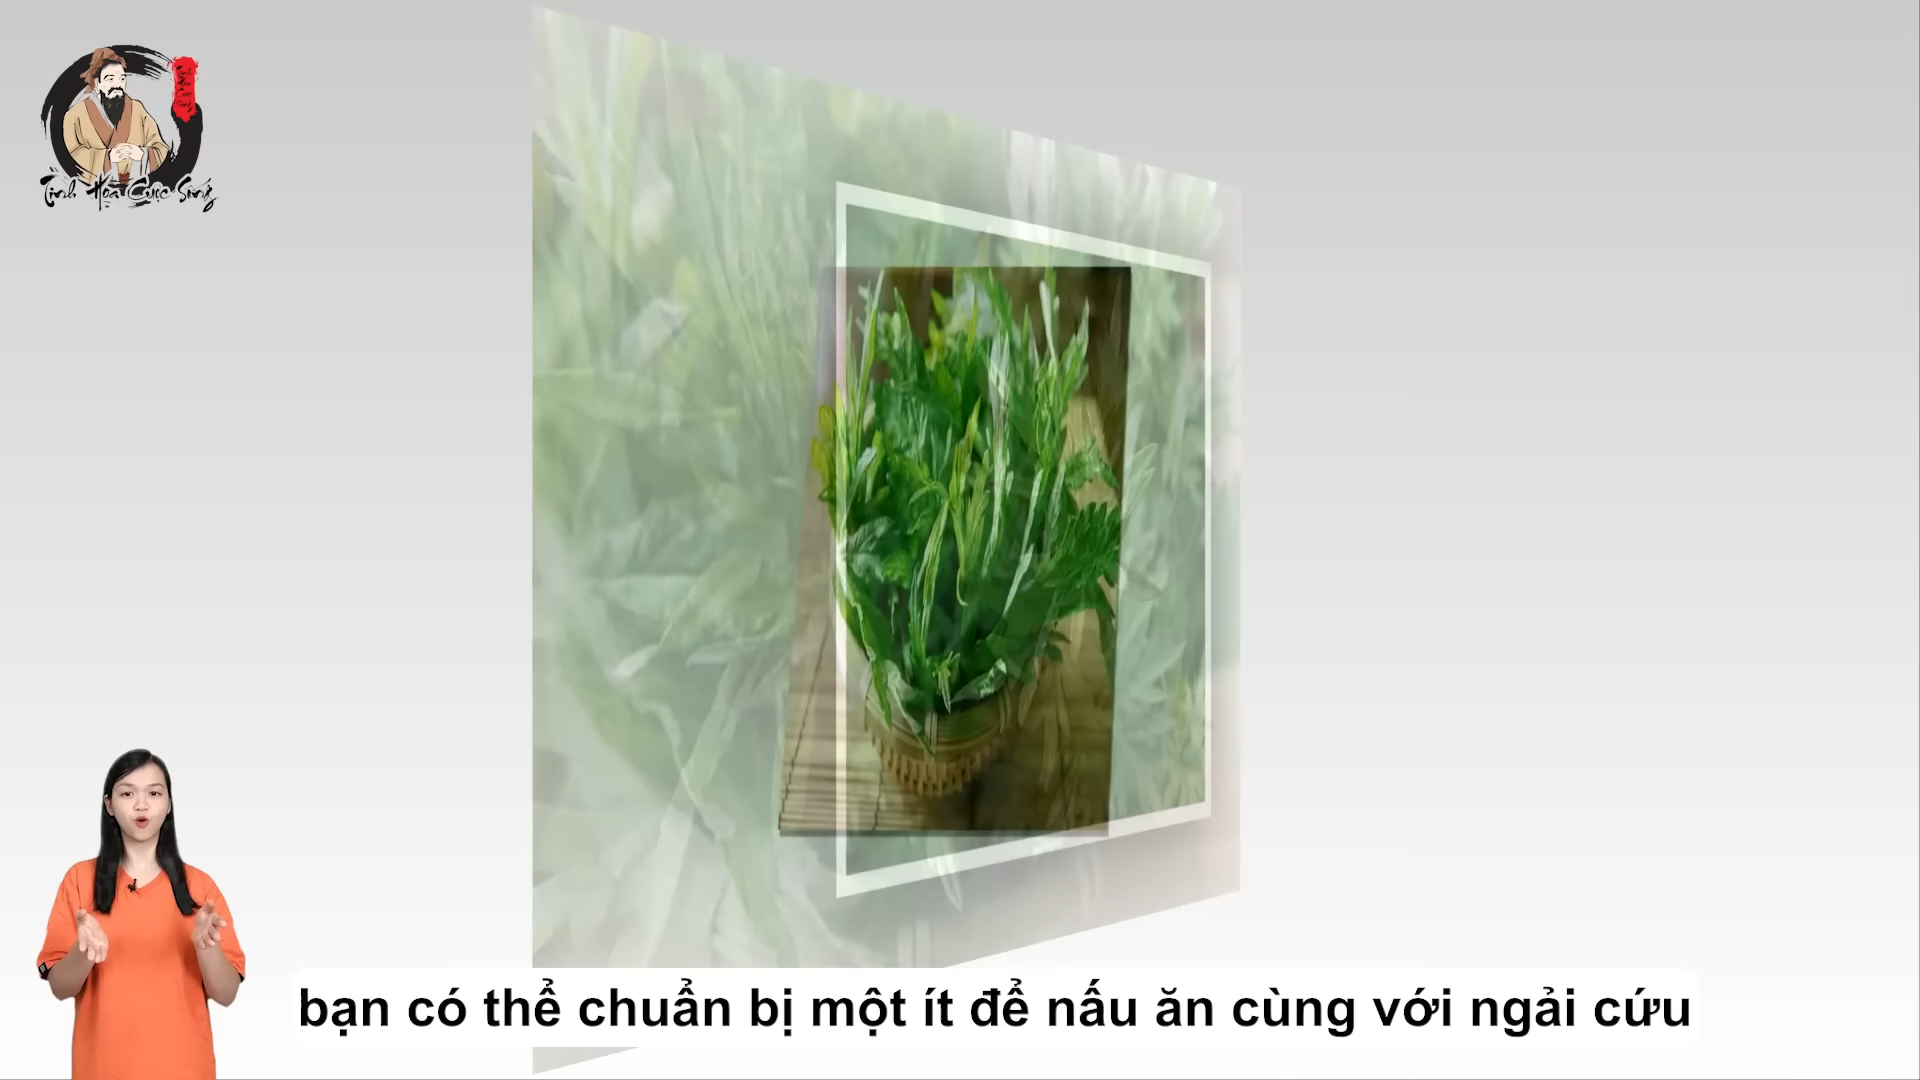 Tinh Hoa Cuộc Sống
bạn có thể chuẩn bị một ít để nấu ăn cùng với ngải cứu